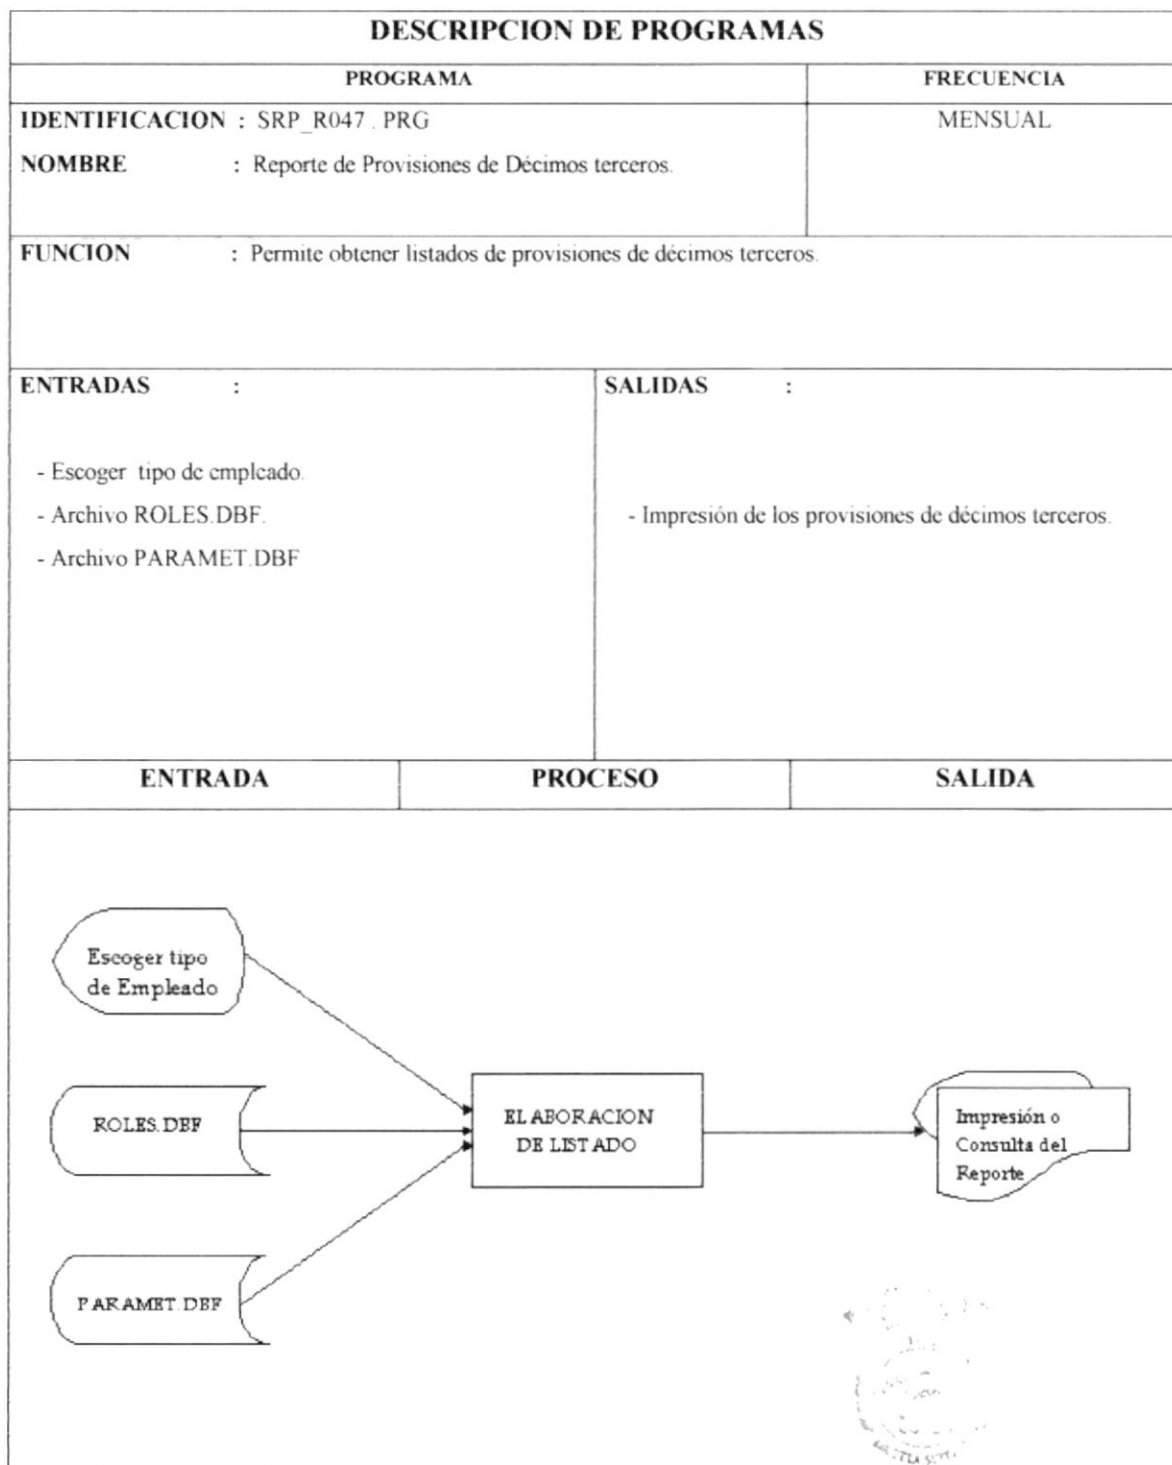 DESCRIPCION DE PROGRAMAS
PROGRAMA
FRECUENCIA
IDENTIFICACION : SRP_R047 . PRG
MENSUAL
NOMBRE : Reporte de Provisiones de Décimos terceros.
FUNCION : Permite obtener listados de provisiones de décimos terceros.
ENTRADAS :
- Escoger tipo de empleado.
- Archivo ROLES.DBF.
- Archivo PARAMET.DBF
SALIDAS :
- Impresión de los provisiones de décimos terceros.
ENTRADA
PROCESO
SALIDA
Escoger tipo
de Empleado
ROLES.DBF
PARAMET.DBF
ELABORACION
DE LISTADO
Impresión o
Consulta del
Reporte